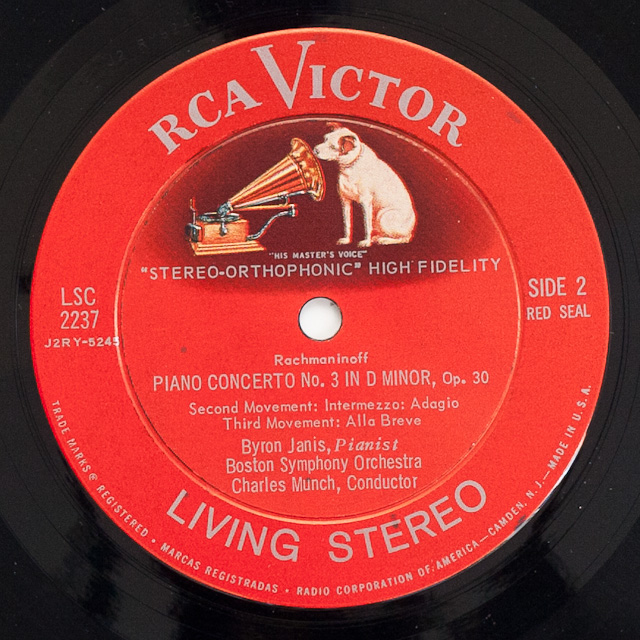 RCA VICTOR
"HIS MASTER'S VOICE"
"STEREO-ORTHOPHONIC" HIGH FIDELITY
LSC
2237
J2RY-5245
SIDE 2
RED SEAL
Rachmaninoff
PIANO CONCERTO No. 3 IN D MINOR, Op. 30
Second Movement: Intermezzo: Adagio
Third Movement: Alla Breve
Byron Janis, Pianist
Boston Symphony Orchestra
Charles Munch, Conductor
LIVING STEREO
TRADE MARKS ® REGISTERED • MARCAS REGISTRADAS • RADIO CORPORATION OF AMERICA—CAMDEN, N. J.—MADE IN U. S. A.